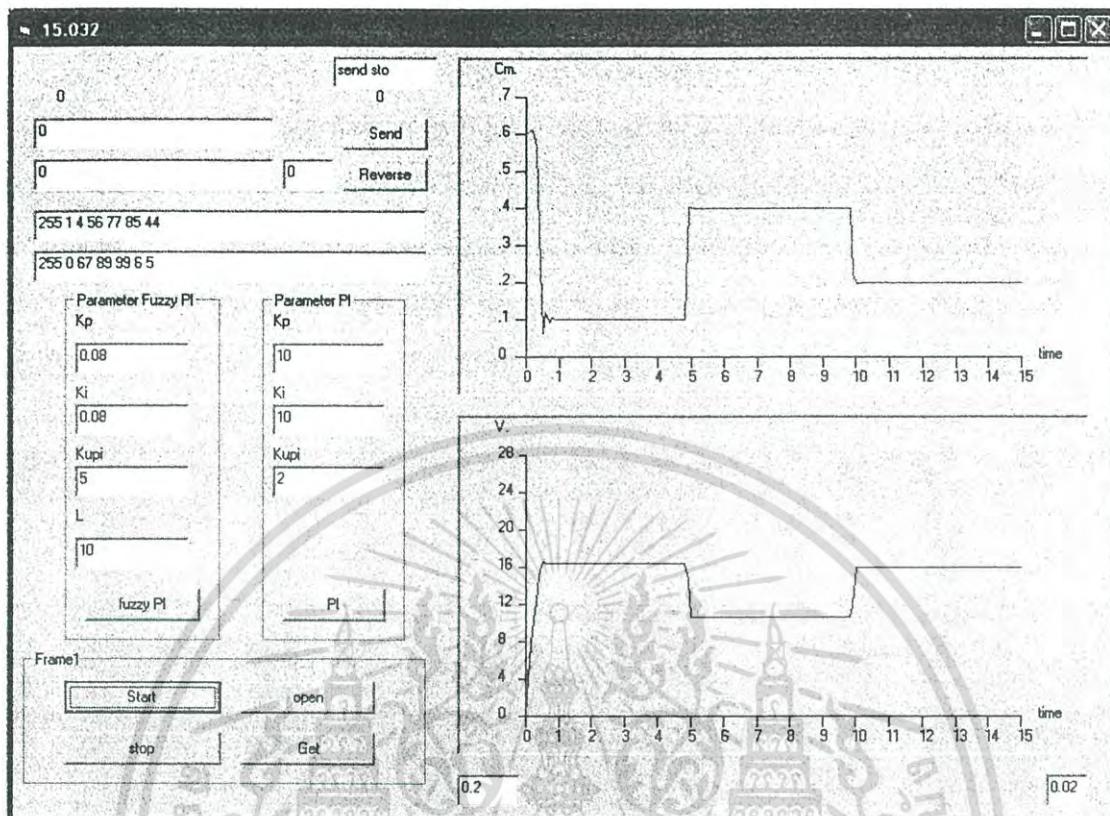 15.032
send sto
0
0
0
Send
0
0
Reverse
255 1 4 56 77 85 44
255 0 67 89 99 6 5
Parameter Fuzzy PI
Kp
0.08
Ki
0.08
Kupi
5
L
10
fuzzy PI
Parameter PI
Kp
10
Ki
10
Kupi
2
PI
Frame1
Start
open
stop
Get
Cm.
.7
.6
.5
.4
.3
.2
.1
0
0 1 2 3 4 5 6 7 8 9 10 11 12 13 14 15
time
V.
28
24
20
16
12
8
4
0
0 1 2 3 4 5 6 7 8 9 10 11 12 13 14 15
time
0.2
0.02